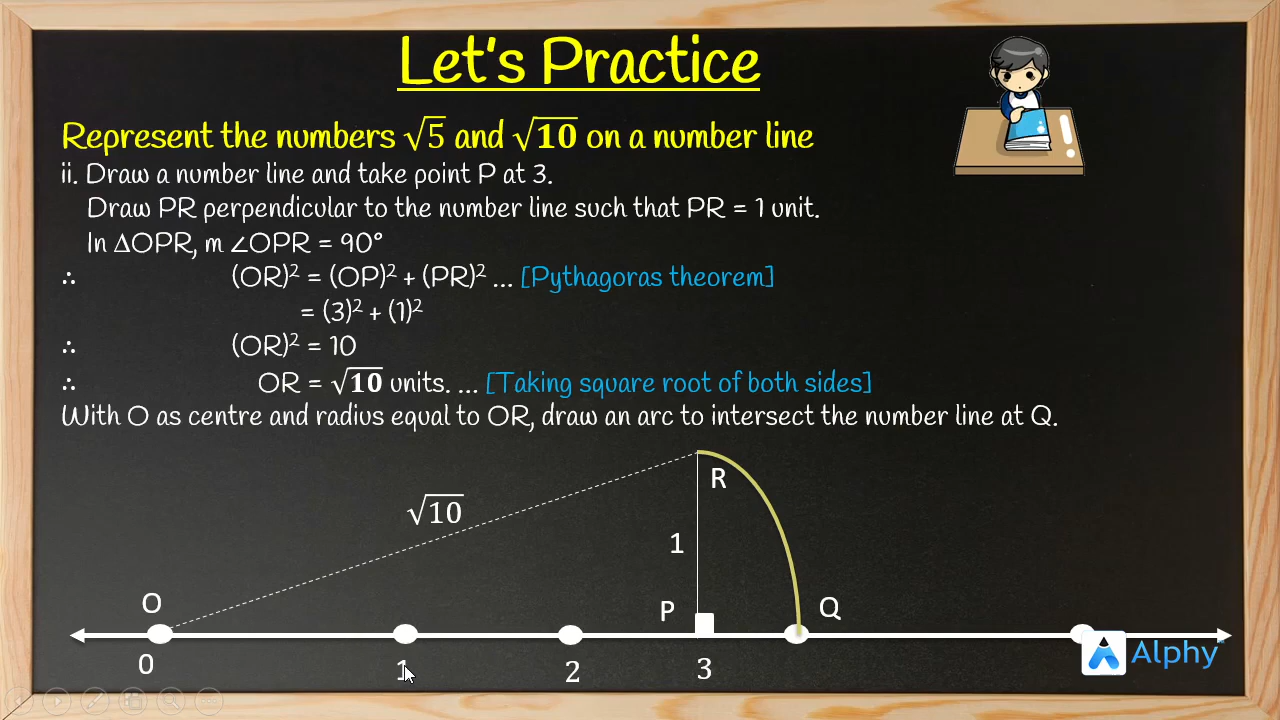 Let's Practice
Represent the numbers √5 and √10 on a number line
ii. Draw a number line and take point P at 3.
Draw PR perpendicular to the number line such that PR = 1 unit.
In ΔOPR, m ∠OPR = 90°
∴ (OR)² = (OP)² + (PR)² ... [Pythagoras theorem]
= (3)² + (1)²
∴ (OR)² = 10
∴ OR = √10 units. ... [Taking square root of both sides]
With O as centre and radius equal to OR, draw an arc to intersect the number line at Q.
R
√10
1
O P Q
0 1 2 3
Alphy